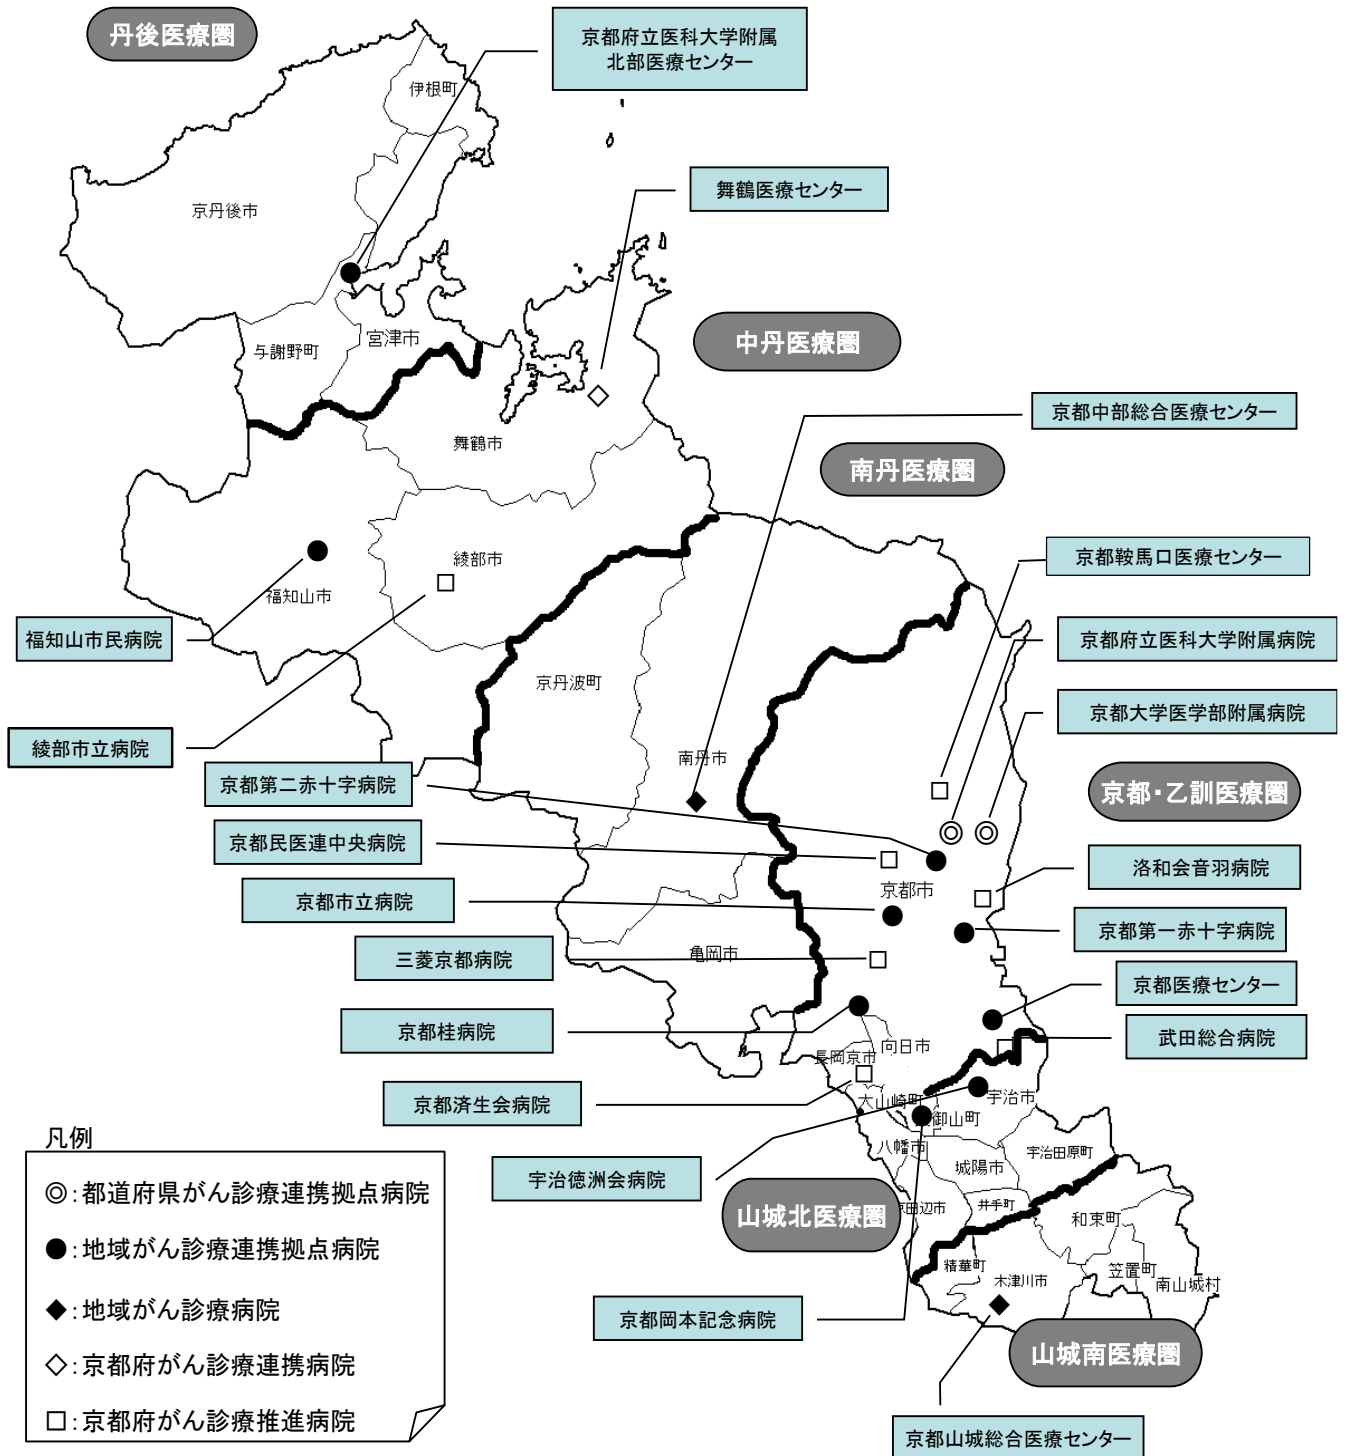 丹後医療圏
京都府立医科大学附属
北部医療センター
伊根町
舞鶴医療センター
京丹後市
与謝野町
宮津市
中丹医療圏
京都中部総合医療センター
舞鶴市
南丹医療圏
綾部市
京都鞍馬口医療センター
福知山市
福知山市民病院
京都府立医科大学附属病院
京丹波町
京都大学医学部附属病院
綾部市立病院
南丹市
京都第二赤十字病院
京都・乙訓医療圏
京都民医連中央病院
洛和会音羽病院
京都市
京都市立病院
京都第一赤十字病院
三菱京都病院
亀岡市
京都医療センター
京都桂病院
向日市
武田総合病院
長岡京市
京都済生会病院
大山崎町
宇治市
御山町
八幡市
宇治田原町
城陽市
宇治徳洲会病院
山城北医療圏
田辺市
井手町
和束町
精華町
笠置町
木津川市
南山城村
京都岡本記念病院
山城南医療圏
京都山城総合医療センター
凡例
◎:都道府県がん診療連携拠点病院
●:地域がん診療連携拠点病院
◆:地域がん診療病院
◇:京都府がん診療連携病院
□:京都府がん診療推進病院